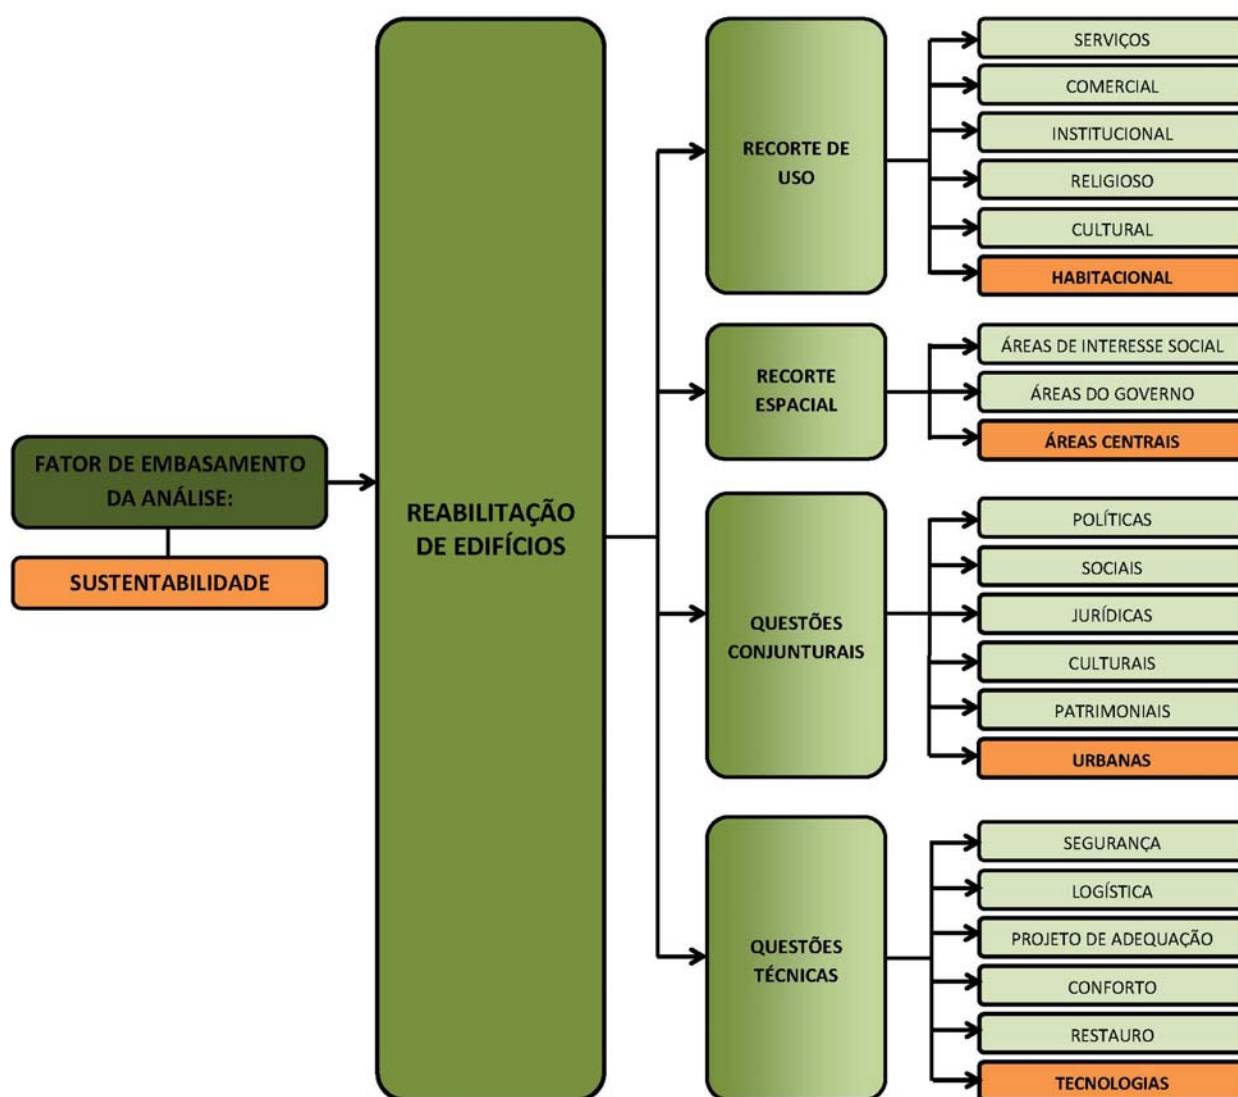 FATOR DE EMBASAMENTO
DA ANÁLISE:
SUSTENTABILIDADE
REABILITAÇÃO
DE EDIFÍCIOS
RECORTE DE
USO
SERVIÇOS
COMERCIAL
INSTITUCIONAL
RELIGIOSO
CULTURAL
HABITACIONAL
RECORTE
ESPACIAL
ÁREAS DE INTERESSE SOCIAL
ÁREAS DO GOVERNO
ÁREAS CENTRAIS
QUESTÕES
CONJUNTURAIS
POLÍTICAS
SOCIAIS
JURÍDICAS
CULTURAIS
PATRIMONIAIS
URBANAS
QUESTÕES
TÉCNICAS
SEGURANÇA
LOGÍSTICA
PROJETO DE ADEQUAÇÃO
CONFORTO
RESTAURO
TECNOLOGIAS